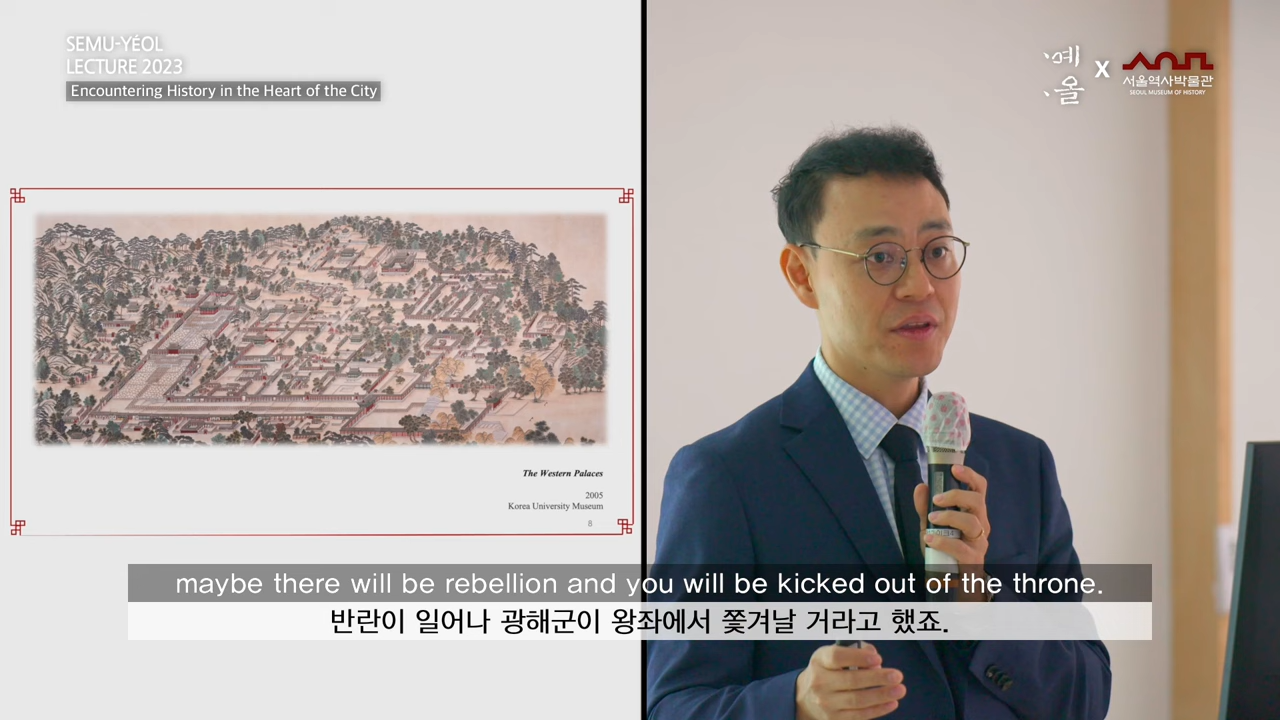 SEMU-YÉOL
LECTURE 2023
Encountering History in the Heart of the City
예
올
X
서울역사박물관
SEOUL MUSEUM OF HISTORY
The Western Palaces
2005
Korea University Museum
8
maybe there will be rebellion and you will be kicked out of the throne.
반란이 일어나 광해군이 왕좌에서 쫓겨날 거라고 했죠.